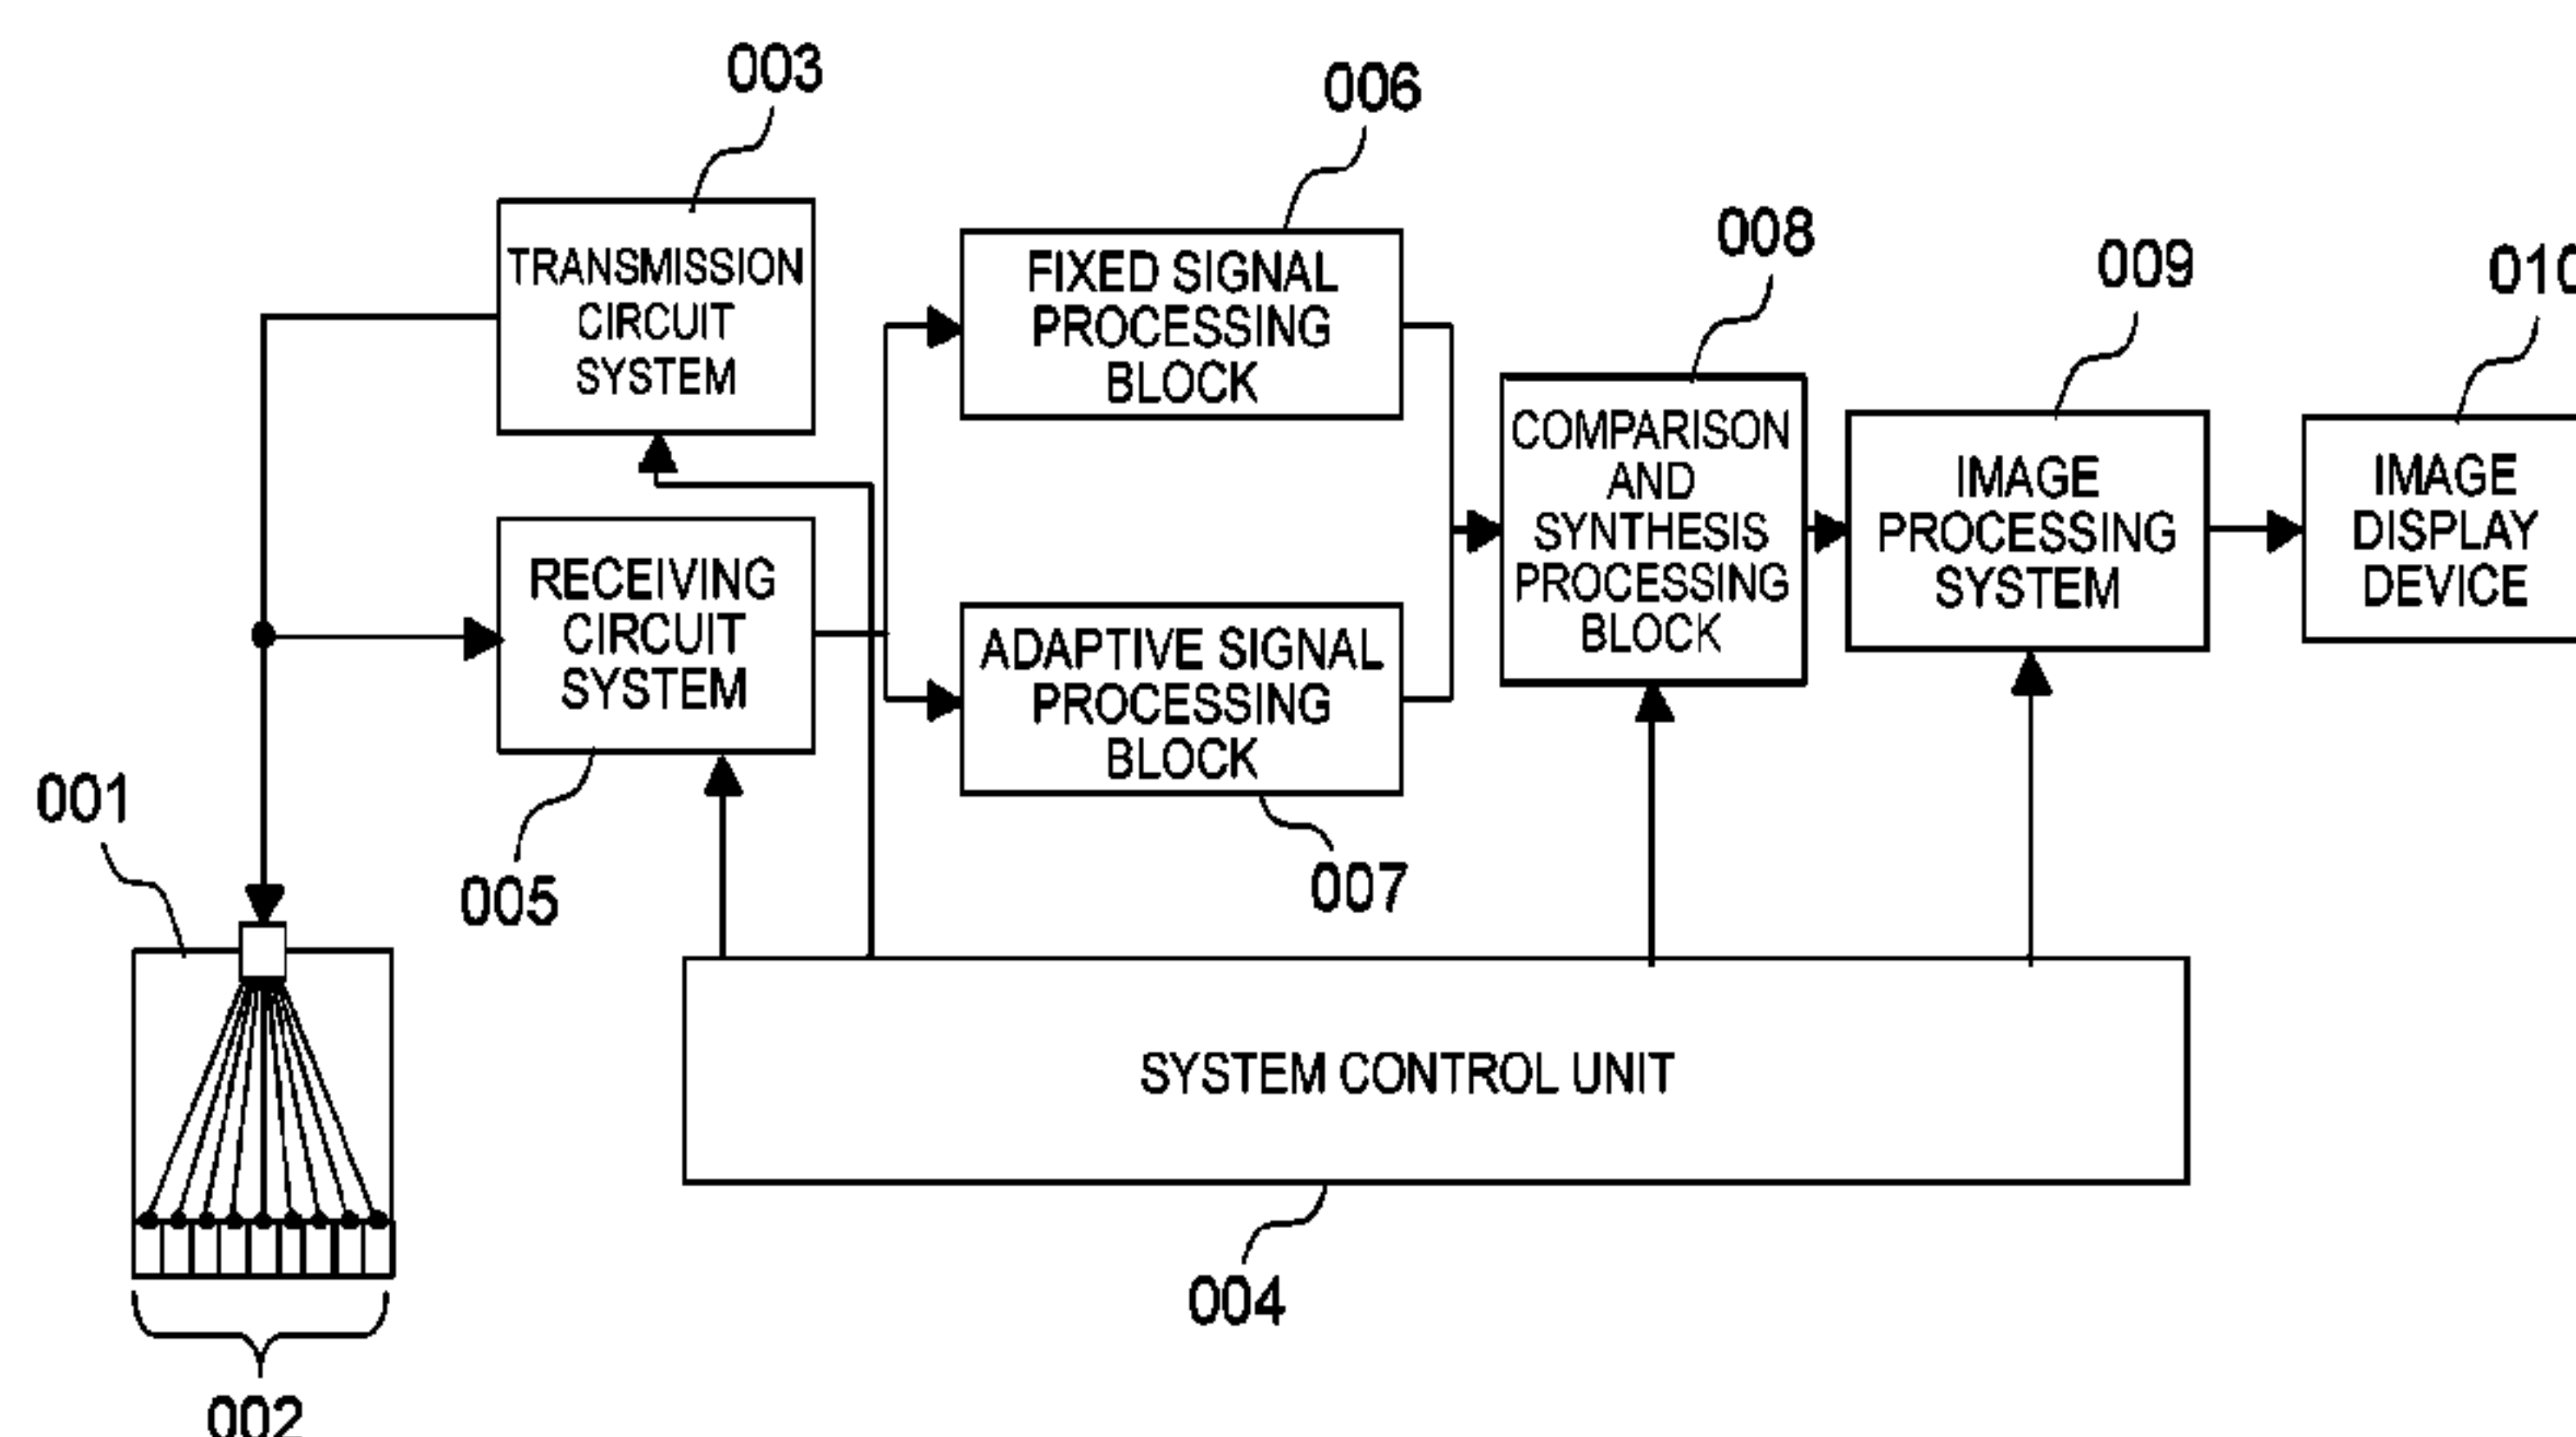 003
006
008
009
010
TRANSMISSION
CIRCUIT
SYSTEM
FIXED SIGNAL
PROCESSING
BLOCK
COMPARISON
AND
SYNTHESIS
PROCESSING
BLOCK
IMAGE
PROCESSING
SYSTEM
IMAGE
DISPLAY
DEVICE
RECEIVING
CIRCUIT
SYSTEM
ADAPTIVE SIGNAL
PROCESSING
BLOCK
001
005
007
SYSTEM CONTROL UNIT
004
002